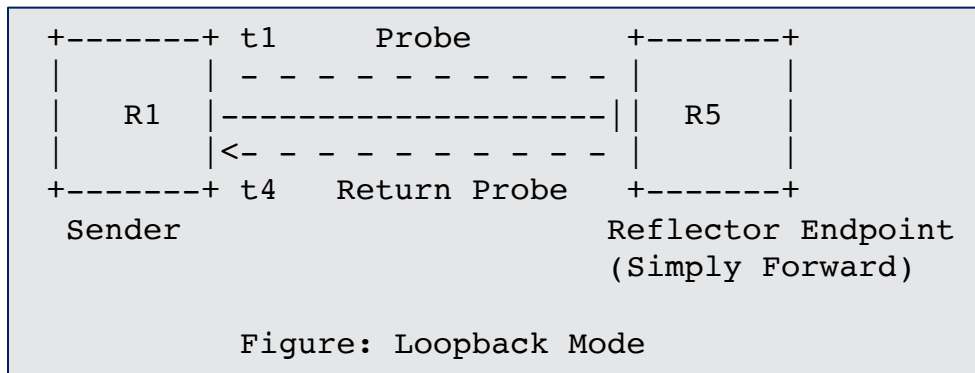 +-------+ t1 Probe +-------+
| | - - - - - - - - - - | |
| R1 |---------------------|| R5 |
| |<- - - - - - - - - - | |
+-------+ t4 Return Probe +-------+
Sender Reflector Endpoint
(Simply Forward)
Figure: Loopback Mode